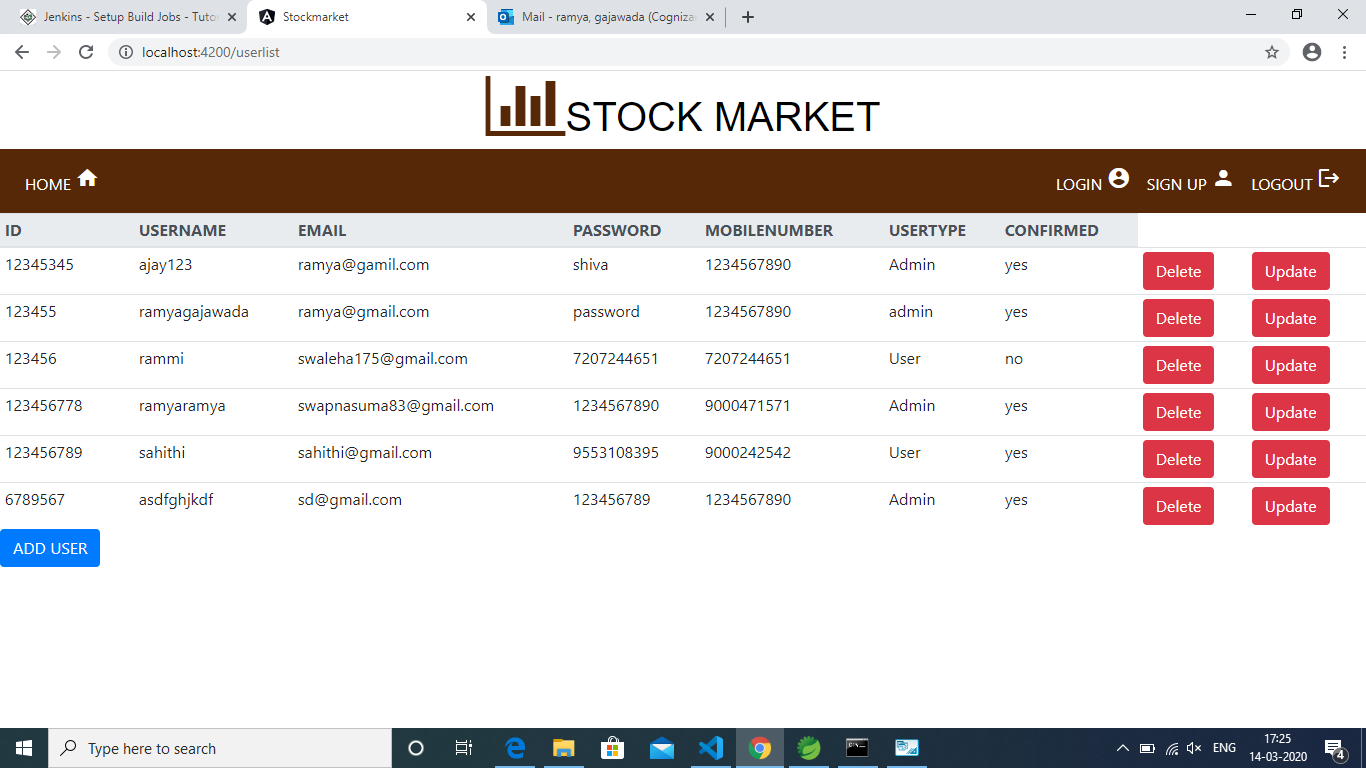 Jenkins - Setup Build Jobs - Tutor
Stockmarket
Mail - ramya, gajawada (Cogniza
localhost:4200/userlist
STOCK MARKET
HOME LOGIN SIGN UP LOGOUT
ID USERNAME EMAIL PASSWORD MOBILENUMBER USERTYPE CONFIRMED
12345345 ajay123 ramya@gamil.com shiva 1234567890 Admin yes Delete Update
123455 ramyagajawada ramya@gmail.com password 1234567890 admin yes Delete Update
123456 rammi swaleha175@gmail.com 7207244651 7207244651 User no Delete Update
123456778 ramyaramya swapnasuma83@gmail.com 1234567890 9000471571 Admin yes Delete Update
123456789 sahithi sahithi@gmail.com 9553108395 9000242542 User yes Delete Update
6789567 asdfghjkdf sd@gmail.com 123456789 1234567890 Admin yes Delete Update
ADD USER
Type here to search
ENG
17:25
14-03-2020
4